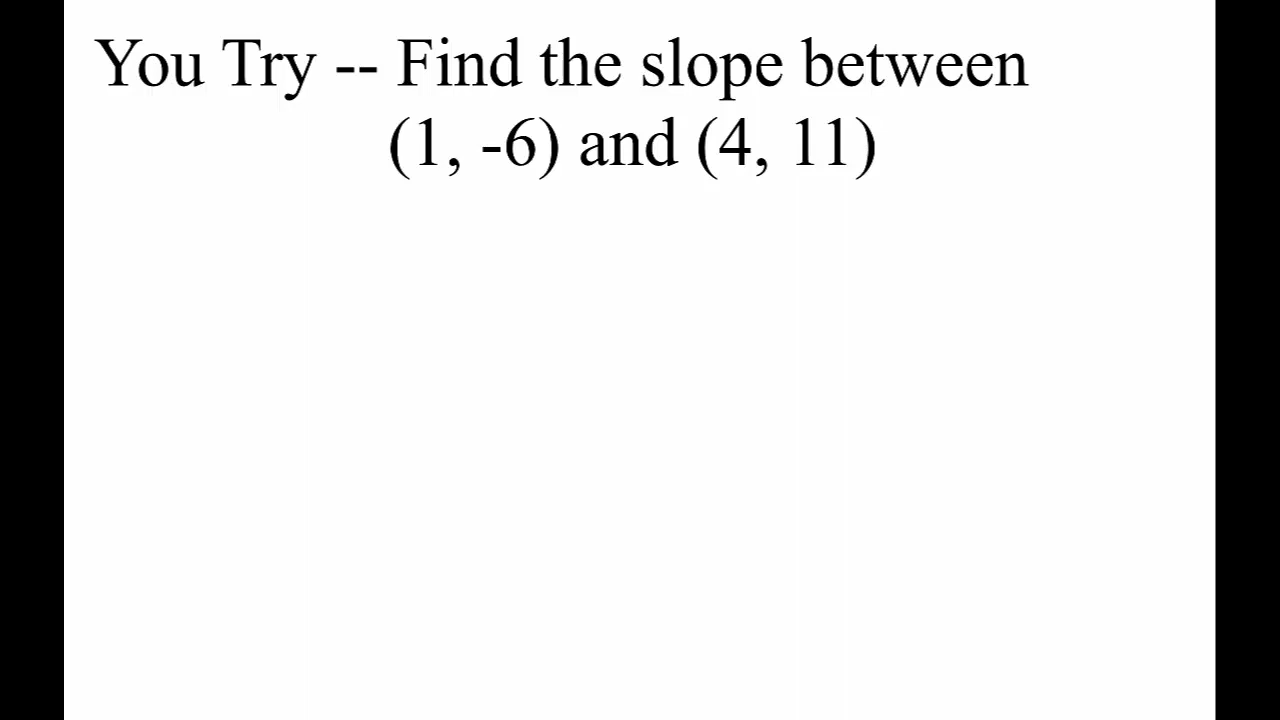 You Try -- Find the slope between
(1, -6) and (4, 11)